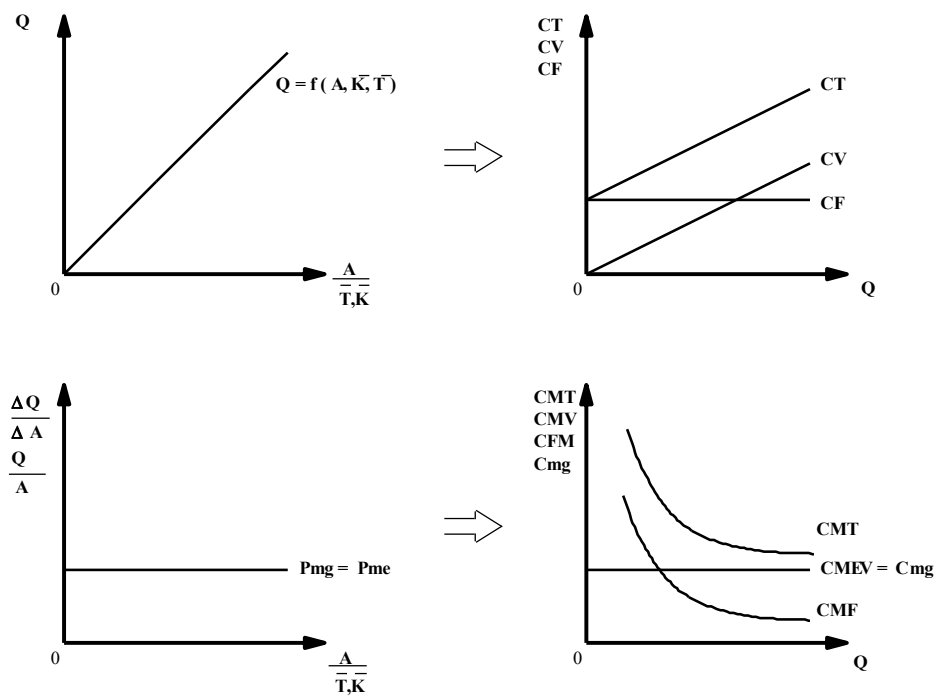 Q
Q = f ( A, K̄, T̄ )
0
A
T̄,K̄
CT
CV
CF
CT
CV
CF
0
Q
Δ Q
Δ A
Q
A
Pmg = Pme
0
A
T̄,K̄
CMT
CMV
CFM
Cmg
CMT
CMEV = Cmg
CMF
0
Q